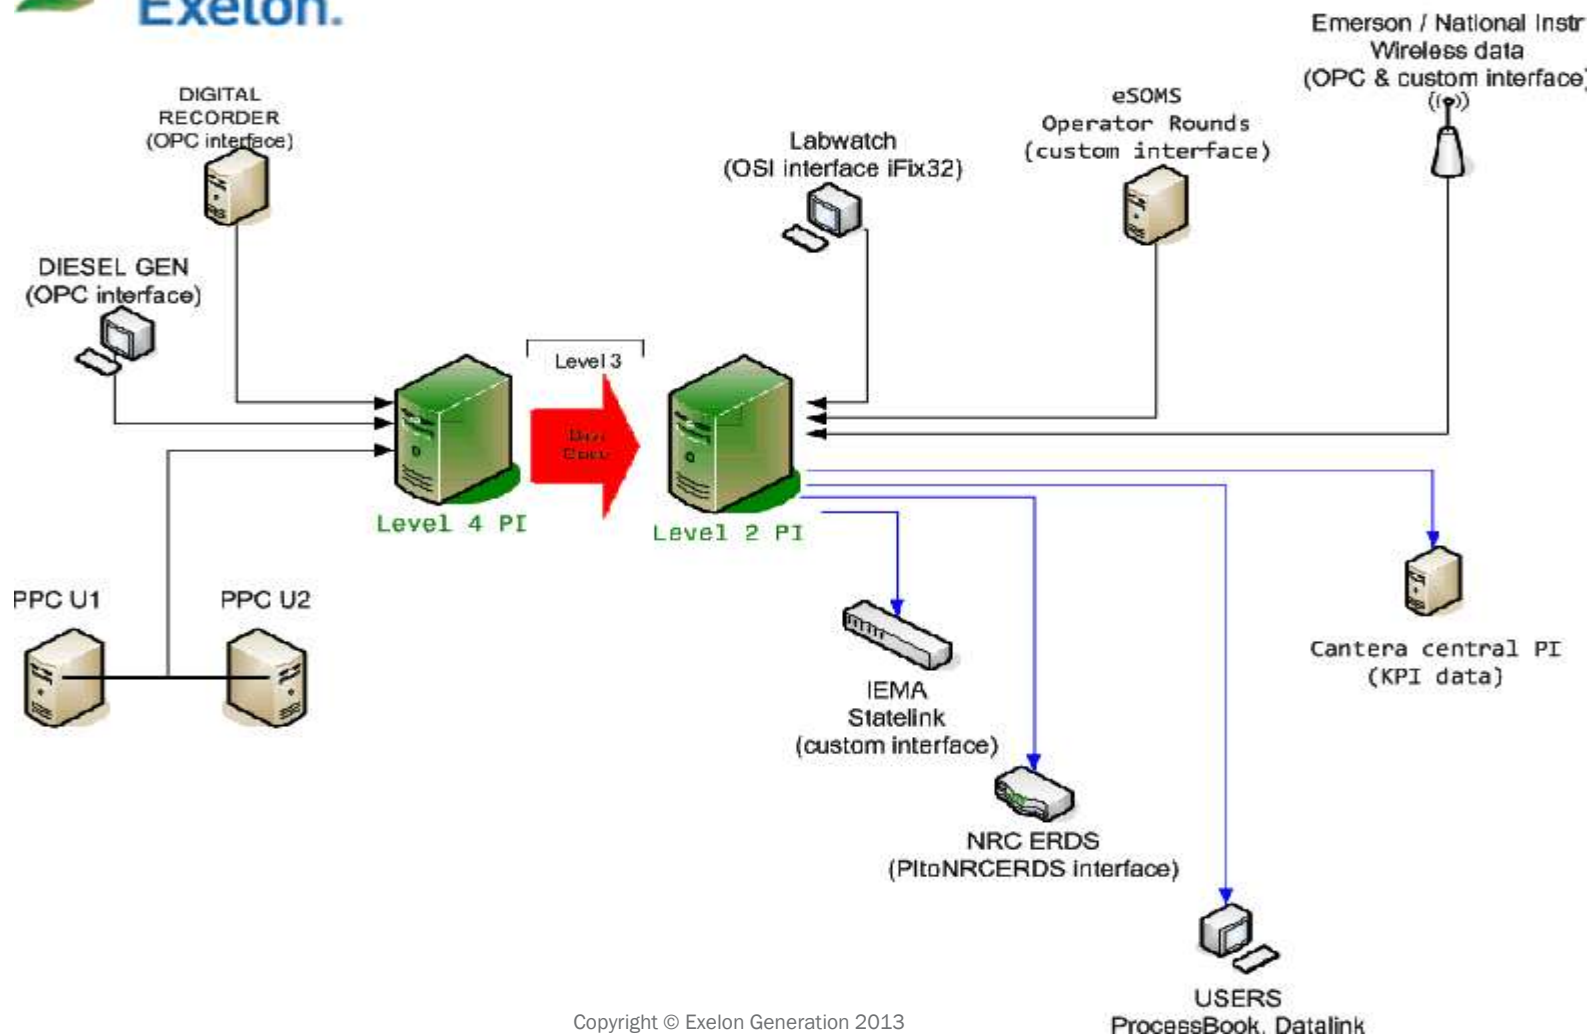 Exelon.
Emerson / National Instr
Wireless data
(OPC & custom interface)
DIGITAL
RECORDER
(OPC interface)
eSOMS
Operator Rounds
(custom interface)
Labwatch
(OSI interface iFix32)
DIESEL GEN
(OPC interface)
Level 3
Level 4 PI
Level 2 PI
PPC U1
PPC U2
Cantera central PI
(KPI data)
IEMA
Statelink
(custom interface)
NRC ERDS
(PItoNRCERDS interface)
USERS
ProcessBook, Datalink
Copyright © Exelon Generation 2013